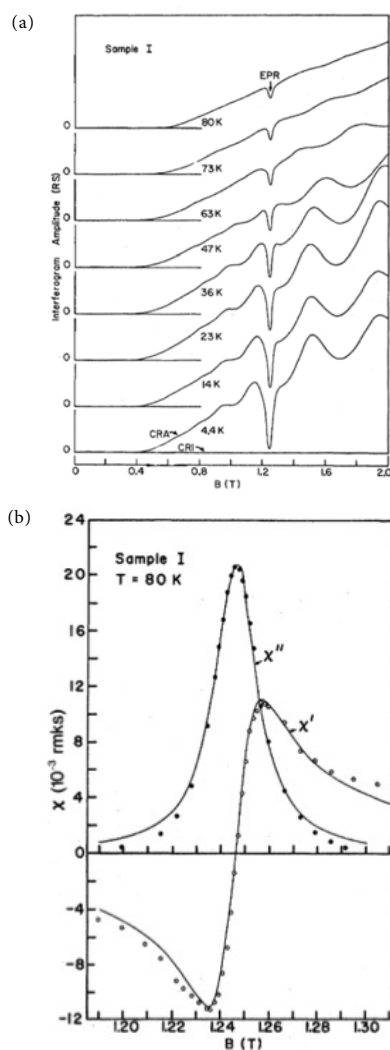 (a)
Sample I
EPR
Interferogram Amplitude (RS)
0
80K
0
73K
0
63K
0
47K
0
36K
0
23K
0
14K
CRA
4.4K
0
CRI
0 0.4 0.8 1.2 1.6 2.0
B (T)
(b)
24
Sample I
T = 80 K
20
χ''
16
12
χ'
8
4
0
-4
-8
-12
χ (10⁻³ rmks)
1.20 1.22 1.24 1.26 1.28 1.30
B (T)